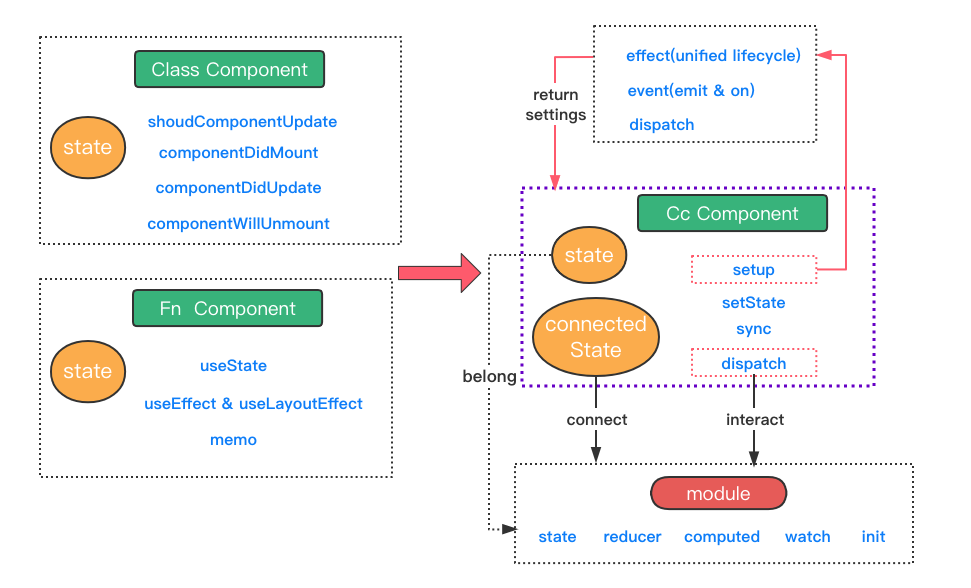 Class Component
state
shoudComponentUpdate
componentDidMount
componentDidUpdate
componentWillUnmount
Fn Component
state
useState
useEffect & useLayoutEffect
memo
effect(unified lifecycle)
event(emit & on)
dispatch
return
settings
Cc Component
state
connected
State
setup
setState
sync
dispatch
belong
connect
interact
module
state
reducer
computed
watch
init